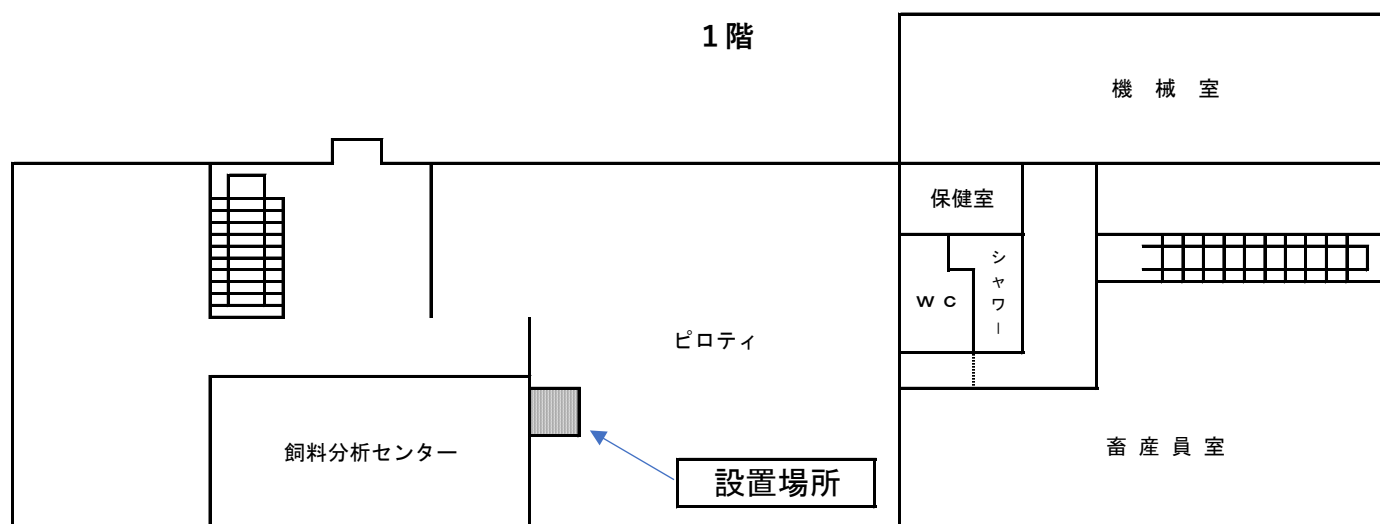 1階
機 械 室
保健室
シャワー
WC
ピロティ
飼料分析センター
畜 産 員 室
設置場所